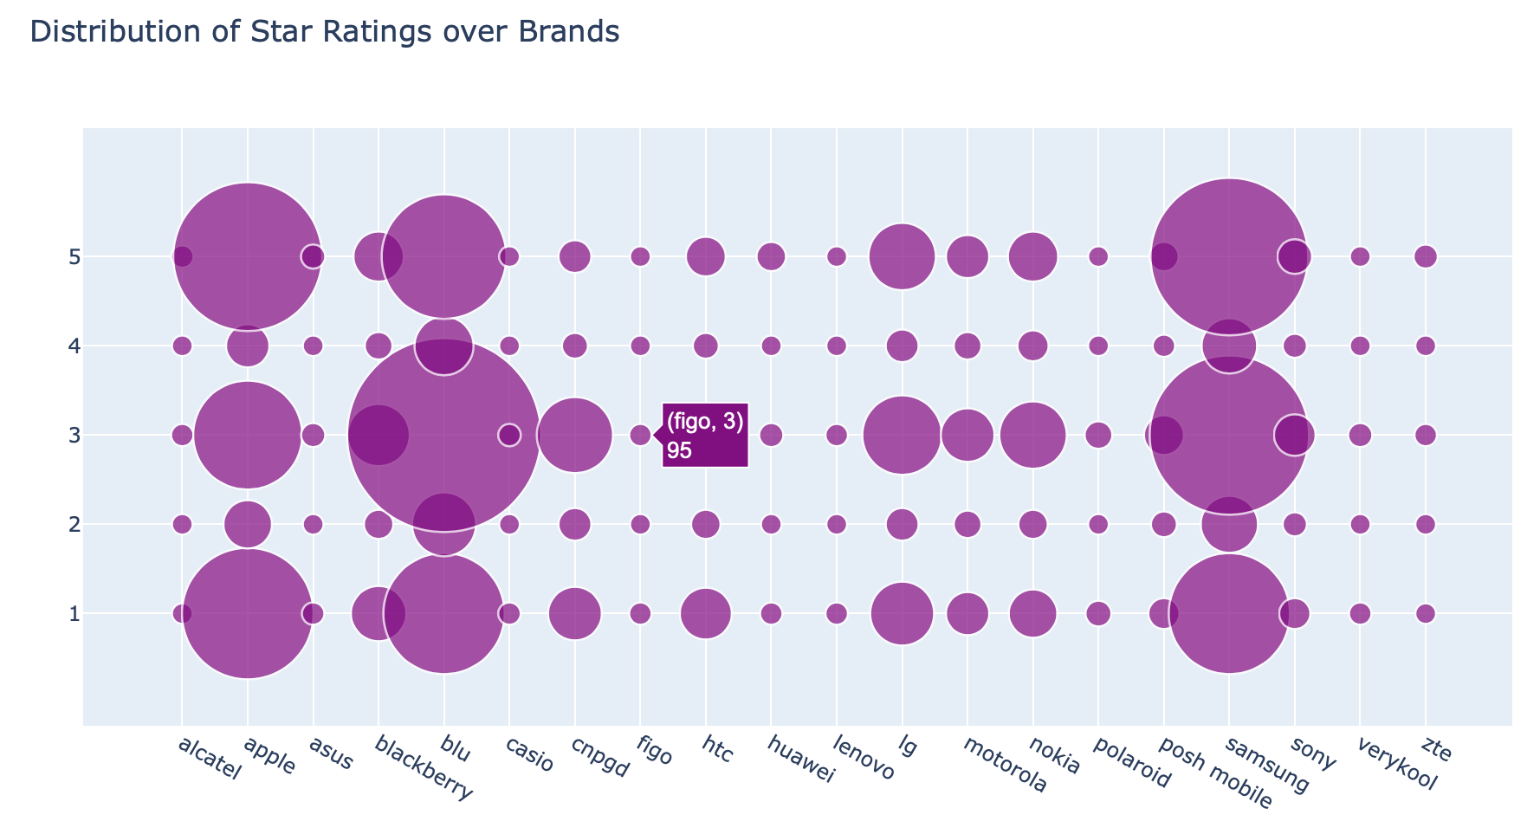 Distribution of Star Ratings over Brands
5
4
3
2
1
(figo, 3)
95
alcatel
apple
asus
blackberry
blu
casio
cnpgd
figo
htc
huawei
lenovo
lg
motorola
nokia
polaroid
posh mobile
samsung
sony
verykool
zte